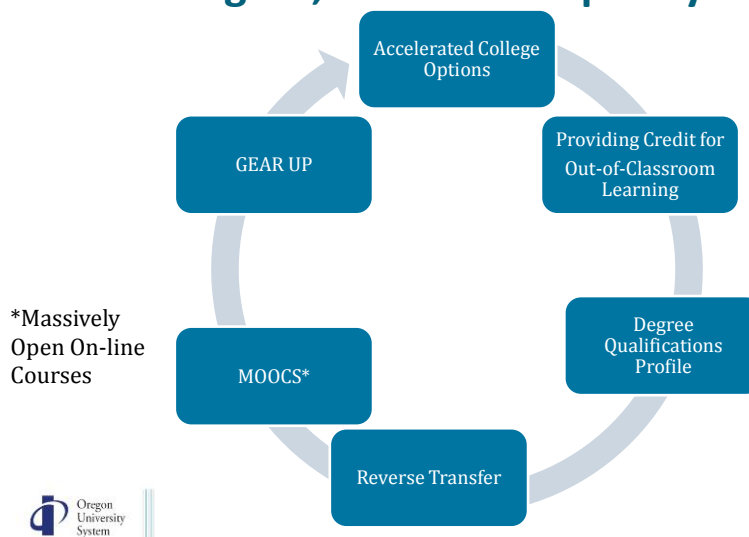 Accelerated College
Options
Providing Credit for
Out-of-Classroom
Learning
Degree
Qualifications
Profile
Reverse Transfer
MOOCS*
GEAR UP
*Massively
Open On-line
Courses
Oregon
University
System